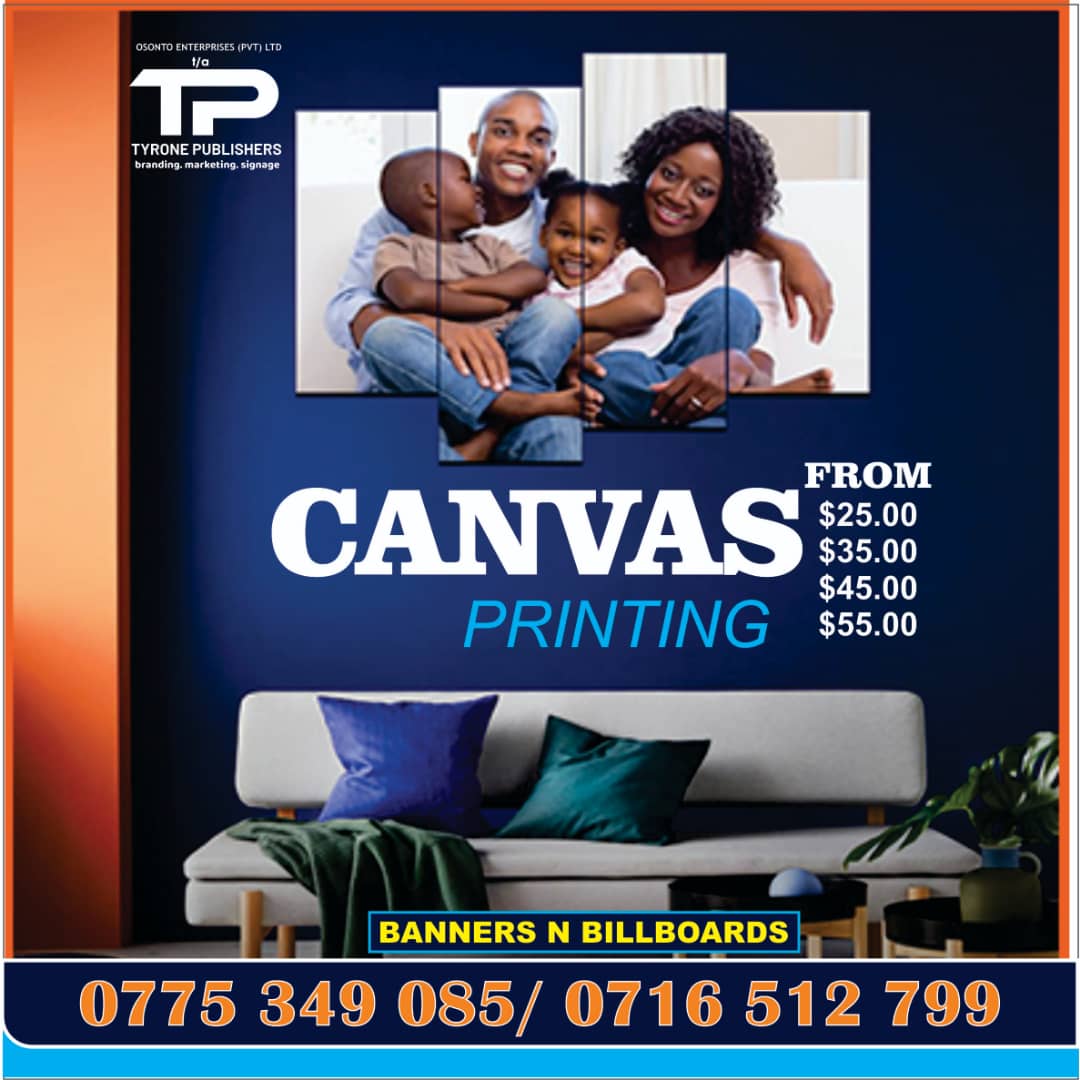 OSONTO ENTERPRISES (PVT) LTD
t/a
TP
TYRONE PUBLISHERS
branding. marketing. signage
CANVAS
PRINTING
FROM
$25.00
$35.00
$45.00
$55.00
BANNERS N BILLBOARDS
0775 349 085/ 0716 512 799